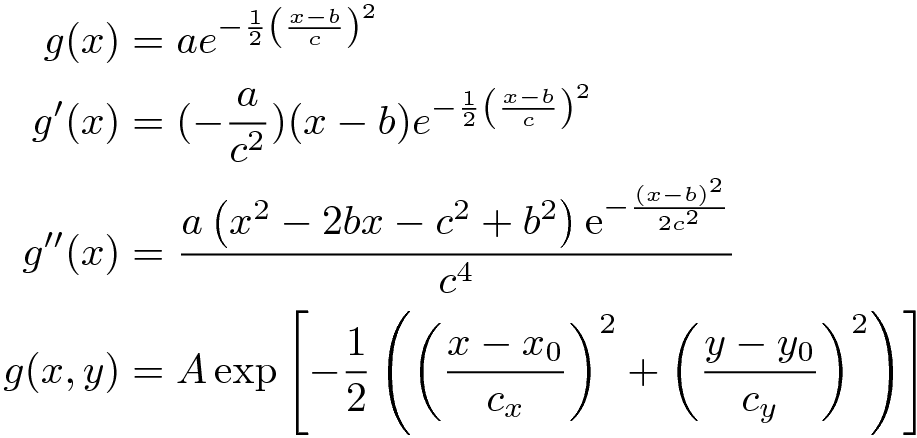 g(x) = ae^{-\frac{1}{2}\left(\frac{x-b}{c}\right)^2}
g'(x) = (-\frac{a}{c^2})(x-b)e^{-\frac{1}{2}\left(\frac{x-b}{c}\right)^2}
g''(x) = \frac{a\left(x^2-2bx-c^2+b^2\right)\mathrm{e}^{-\frac{(x-b)^2}{2c^2}}}{c^4}
g(x,y) = A\exp\left[-\frac{1}{2}\left(\left(\frac{x-x_0}{c_x}\right)^2+\left(\frac{y-y_0}{c_y}\right)^2\right)\right]